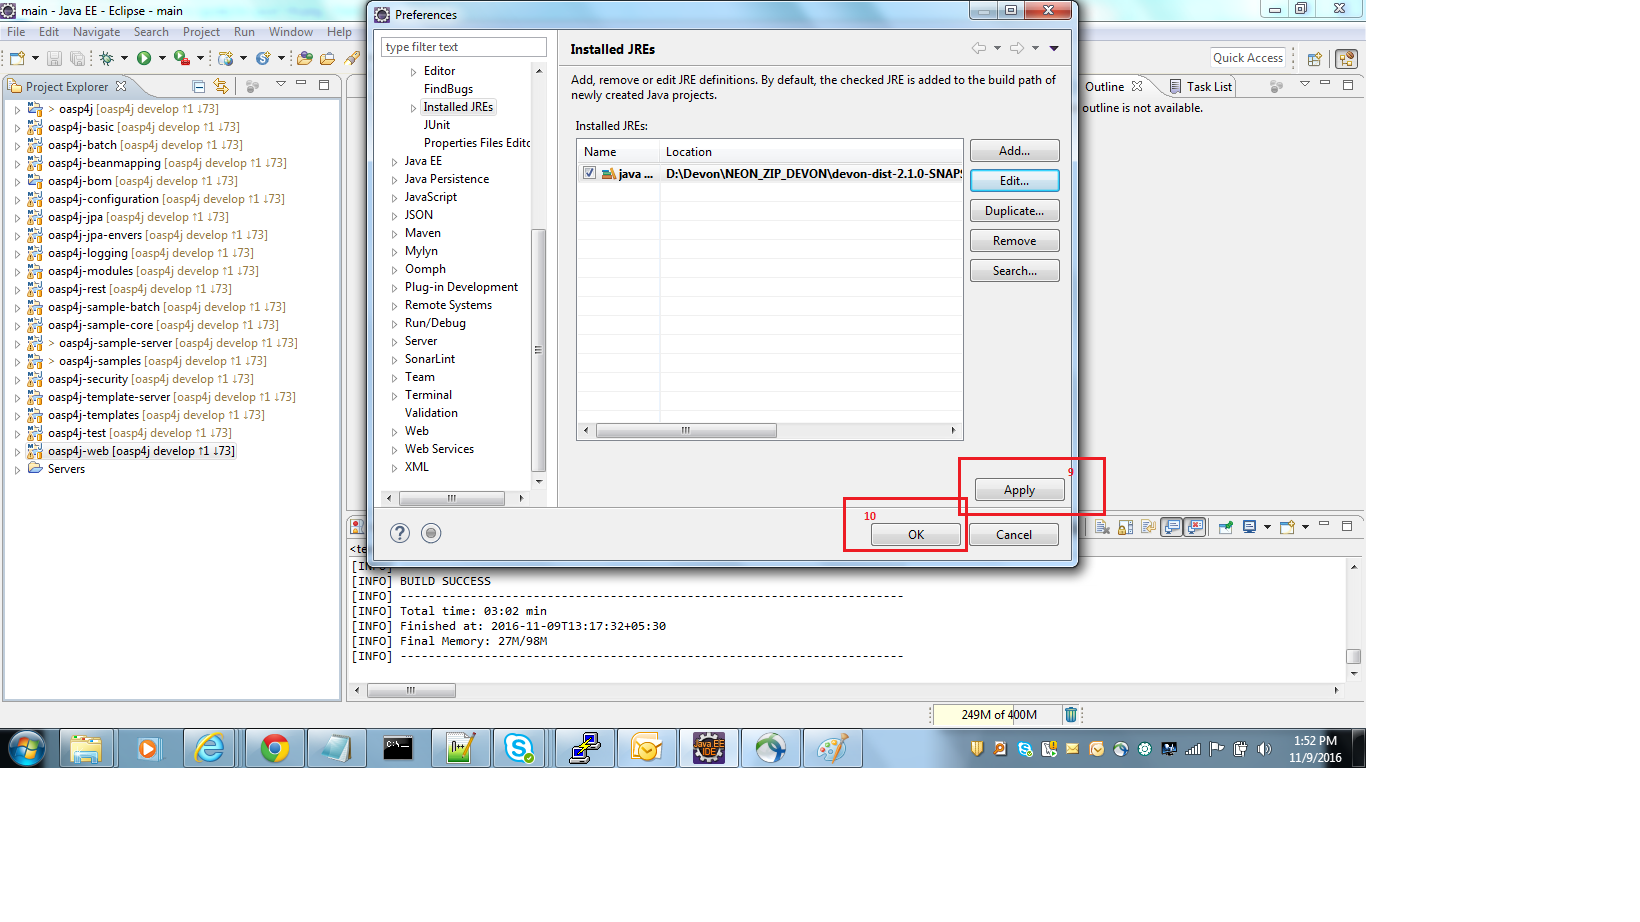 main - Java EE - Eclipse - main
File Edit Navigate Search Project Run Window Help
Quick Access
Project Explorer
> oasp4j [oasp4j develop ↑1 ↓73]
oasp4j-basic [oasp4j develop ↑1 ↓73]
oasp4j-batch [oasp4j develop ↑1 ↓73]
oasp4j-beanmapping [oasp4j develop ↑1 ↓73]
oasp4j-bom [oasp4j develop ↑1 ↓73]
oasp4j-configuration [oasp4j develop ↑1 ↓73]
oasp4j-jpa [oasp4j develop ↑1 ↓73]
oasp4j-jpa-envers [oasp4j develop ↑1 ↓73]
oasp4j-logging [oasp4j develop ↑1 ↓73]
oasp4j-modules [oasp4j develop ↑1 ↓73]
oasp4j-rest [oasp4j develop ↑1 ↓73]
oasp4j-sample-batch [oasp4j develop ↑1 ↓73]
oasp4j-sample-core [oasp4j develop ↑1 ↓73]
> oasp4j-sample-server [oasp4j develop ↑1 ↓73]
> oasp4j-samples [oasp4j develop ↑1 ↓73]
oasp4j-security [oasp4j develop ↑1 ↓73]
oasp4j-template-server [oasp4j develop ↑1 ↓73]
oasp4j-templates [oasp4j develop ↑1 ↓73]
oasp4j-test [oasp4j develop ↑1 ↓73]
oasp4j-web [oasp4j develop ↑1 ↓73]
Servers
Preferences
type filter text
Editor
FindBugs
Installed JREs
JUnit
Properties Files Edito
Java EE
Java Persistence
JavaScript
JSON
Maven
Mylyn
Oomph
Plug-in Development
Remote Systems
Run/Debug
Server
SonarLint
Team
Terminal
Validation
Web
Web Services
XML
Installed JREs
Add, remove or edit JRE definitions. By default, the checked JRE is added to the build path of
newly created Java projects.
Installed JREs:
Name Location
java ... D:\Devon\NEON_ZIP_DEVON\devon-dist-2.1.0-SNAPS
Add...
Edit...
Duplicate...
Remove
Search...
9
Apply
10
OK Cancel
Outline Task List
outline is not available.
<te
[INFO]
[INFO] BUILD SUCCESS
[INFO] ------------------------------------------------------------------------
[INFO] Total time: 03:02 min
[INFO] Finished at: 2016-11-09T13:17:32+05:30
[INFO] Final Memory: 27M/98M
[INFO] ------------------------------------------------------------------------
249M of 400M
C:\_
Java EE
IDE
1:52 PM
11/9/2016